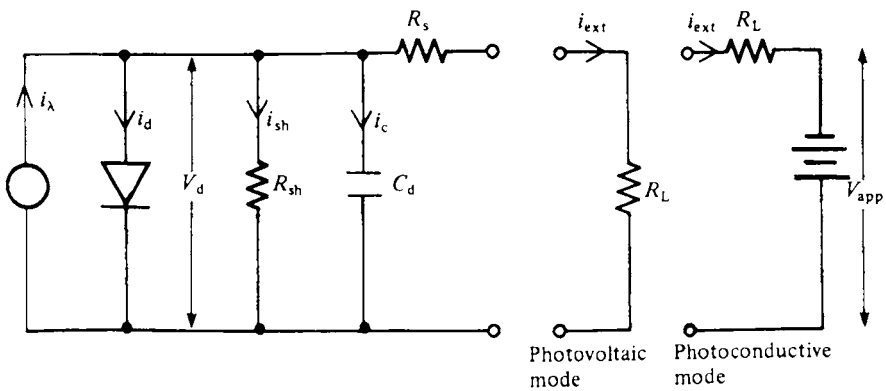 R_s
i_ext
i_ext R_L
i_λ
i_d
V_d
i_sh
R_sh
i_c
C_d
R_L
V_app
Photovoltaic
mode
Photoconductive
mode